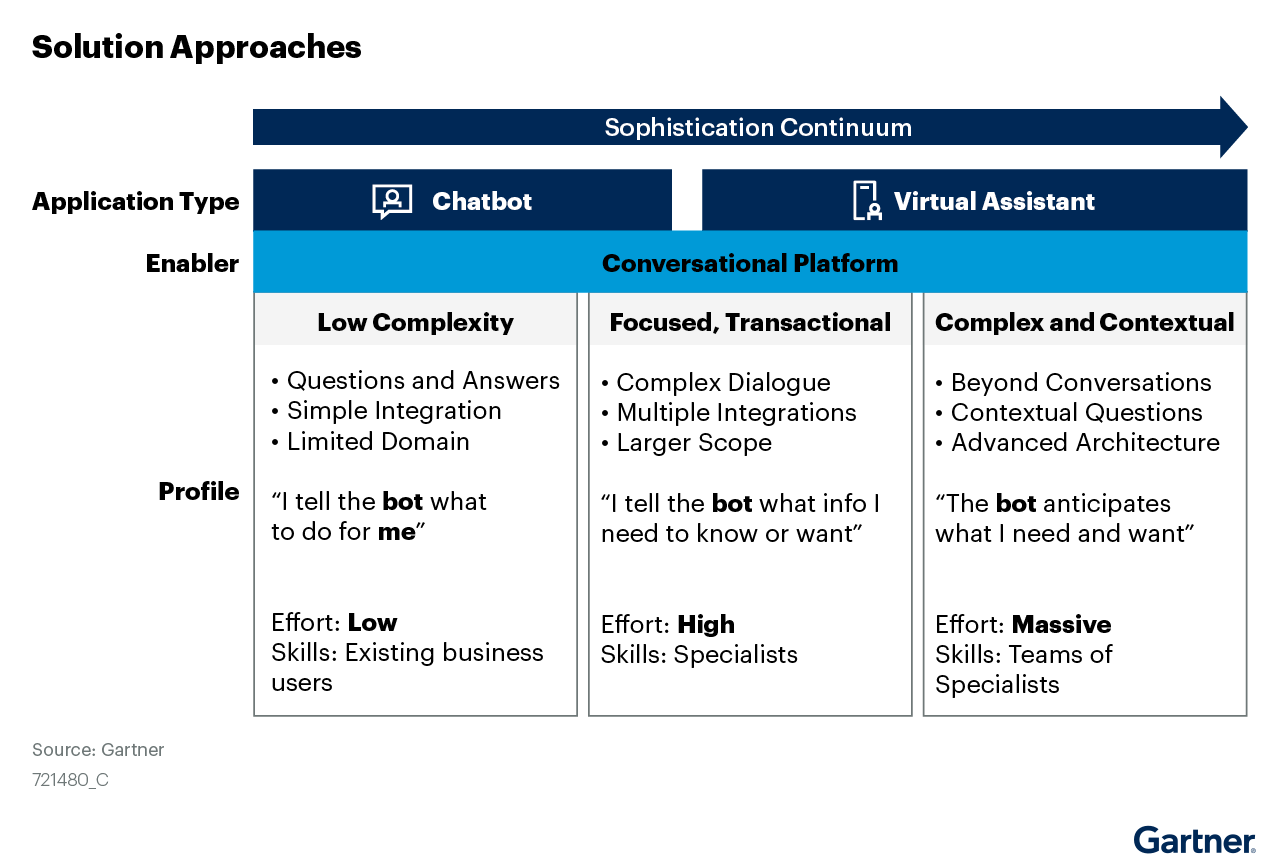 Solution Approaches
Sophistication Continuum
Application Type
Chatbot
Virtual Assistant
Enabler
Conversational Platform
Profile
Low Complexity
• Questions and Answers
• Simple Integration
• Limited Domain
“I tell the bot what
to do for me”
Effort: Low
Skills: Existing business
users
Focused, Transactional
• Complex Dialogue
• Multiple Integrations
• Larger Scope
“I tell the bot what info I
need to know or want”
Effort: High
Skills: Specialists
Complex and Contextual
• Beyond Conversations
• Contextual Questions
• Advanced Architecture
“The bot anticipates
what I need and want”
Effort: Massive
Skills: Teams of
Specialists
Source: Gartner
721480_C
Gartner®